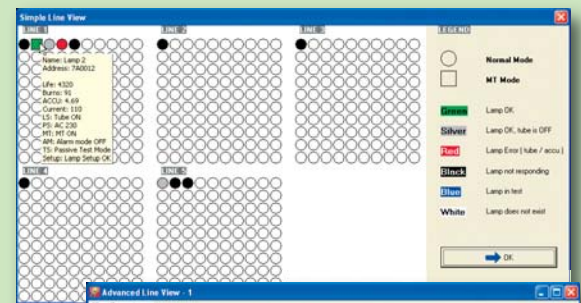 Simple Line View
LINE 1
LINE 2
LINE 3
LEGEND
Name: Lamp 2
Address: 7A0012
Life: 4320
Burns: 91
ACCU: 4.69
Current: 110
LS: Tube ON
PS: AC 230
MT: MT ON
AM: Alarm mode OFF
TS: Passive Test Mode
Setup: Lamp Setup OK
Normal Mode
MT Mode
Green Lamp OK
Silver Lamp OK, tube is OFF
Red Lamp Error ( tube / accu )
Black Lamp not responding
Blue Lamp in test
White Lamp does not exist
LINE 4
LINE 5
OK
Advanced Line View - 1